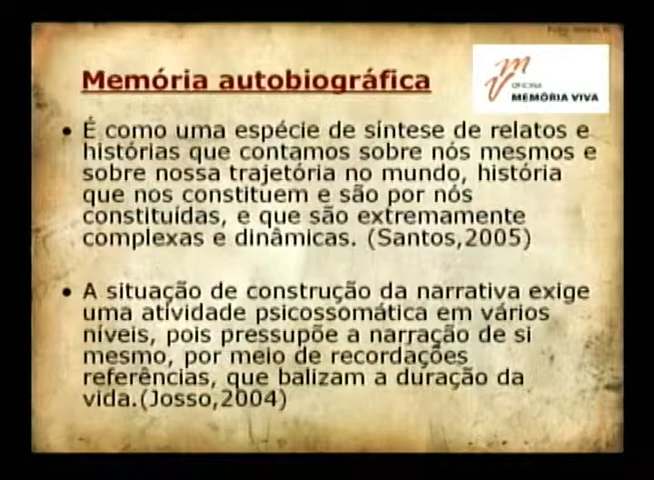 Memória autobiográfica
OFICINA
MEMÓRIA VIVA
• É como uma espécie de síntese de relatos e
histórias que contamos sobre nós mesmos e
sobre nossa trajetória no mundo, história
que nos constituem e são por nós
constituídas, e que são extremamente
complexas e dinâmicas. (Santos,2005)
• A situação de construção da narrativa exige
uma atividade psicossomática em vários
níveis, pois pressupõe a narração de si
mesmo, por meio de recordações
referências, que balizam a duração da
vida.(Josso,2004)